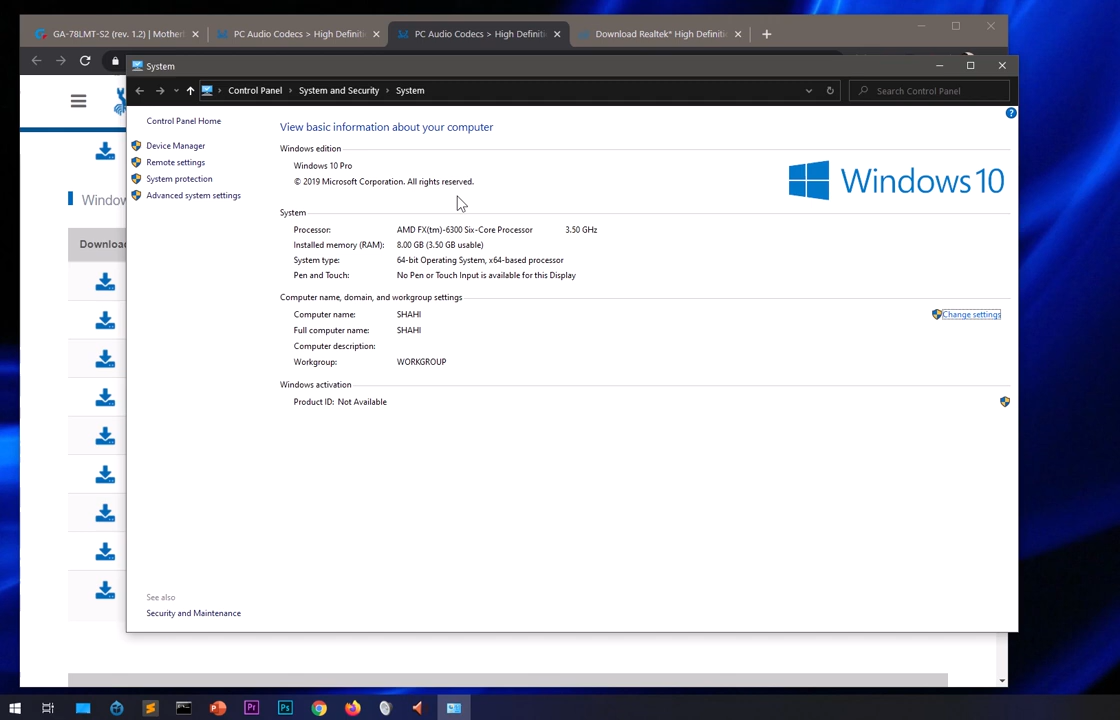 GA-78LMT-S2 (rev. 1.2) | Mother
PC Audio Codecs > High Definiti
PC Audio Codecs > High Definiti
Download Realtek* High Definitic
System
Control Panel > System and Security > System
Search Control Panel
Control Panel Home
Device Manager
Remote settings
System protection
Advanced system settings
View basic information about your computer
Windows edition
Windows 10 Pro
© 2019 Microsoft Corporation. All rights reserved.
Windows 10
System
Processor: AMD FX(tm)-6300 Six-Core Processor 3.50 GHz
Installed memory (RAM): 8.00 GB (3.50 GB usable)
System type: 64-bit Operating System, x64-based processor
Pen and Touch: No Pen or Touch Input is available for this Display
Computer name, domain, and workgroup settings
Computer name: SHAHI
Change settings
Full computer name: SHAHI
Computer description:
Workgroup: WORKGROUP
Windows activation
Product ID: Not Available
See also
Security and Maintenance
Window
Download
Pr
Ps